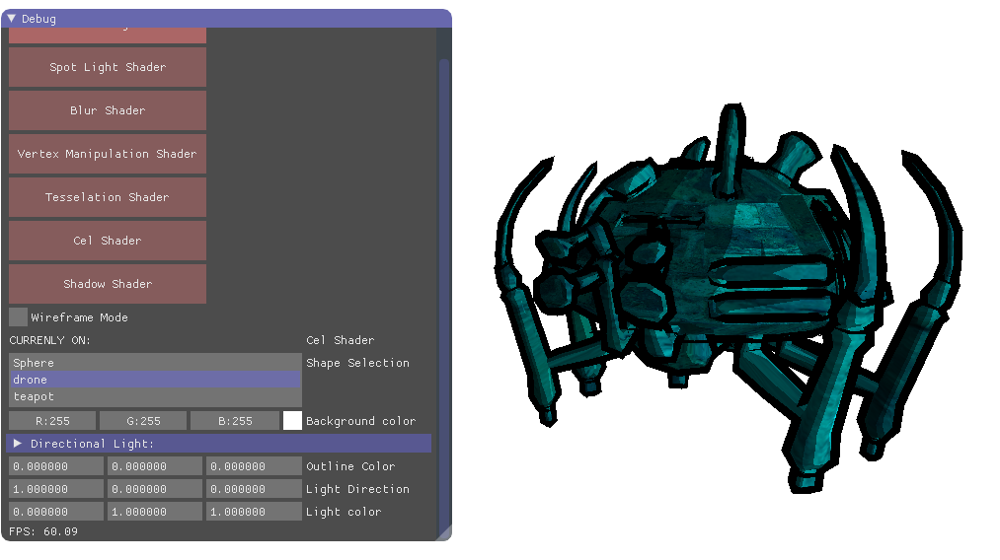 Debug
Spot Light Shader
Blur Shader
Vertex Manipulation Shader
Tesselation Shader
Cel Shader
Shadow Shader
Wireframe Mode
CURRENLY ON: Cel Shader
Sphere Shape Selection
drone
teapot
R:255 G:255 B:255 Background color
Directional Light:
0.000000 0.000000 0.000000 Outline Color
1.000000 0.000000 0.000000 Light Direction
0.000000 1.000000 1.000000 Light color
FPS: 60.09